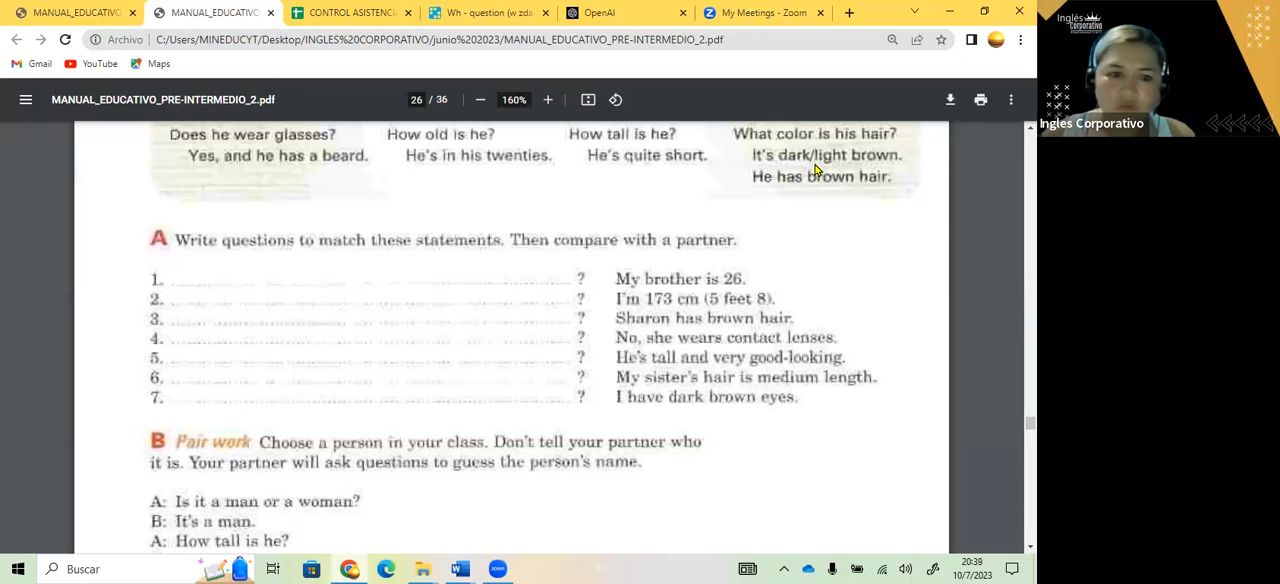 MANUAL_EDUCATIVO
MANUAL_EDUCATIVO
CONTROL ASISTENCI
Wh - question (w zda
OpenAI
My Meetings - Zoom
Archivo
C:/Users/MINEDUCYT/Desktop/INGLES%20CORPORATIVO/junio%202023/MANUAL_EDUCATIVO_PRE-INTERMEDIO_2.pdf
Gmail
YouTube
Maps
MANUAL_EDUCATIVO_PRE-INTERMEDIO_2.pdf
26 / 36
160%
Does he wear glasses?
Yes, and he has a beard.
How old is he?
He's in his twenties.
How tall is he?
He's quite short.
What color is his hair?
It's dark/light brown.
He has brown hair.
A Write questions to match these statements. Then compare with a partner.
1. ? My brother is 26.
2. ? I'm 173 cm (5 feet 8).
3. ? Sharon has brown hair.
4. ? No, she wears contact lenses.
5. ? He's tall and very good-looking.
6. ? My sister's hair is medium length.
7. ? I have dark brown eyes.
B Pair work Choose a person in your class. Don't tell your partner who
it is. Your partner will ask questions to guess the person's name.
A: Is it a man or a woman?
B: It's a man.
A: How tall is he?
Buscar
20:39
10/7/2023
Inglés
Corporativo
Ingles Corporativo